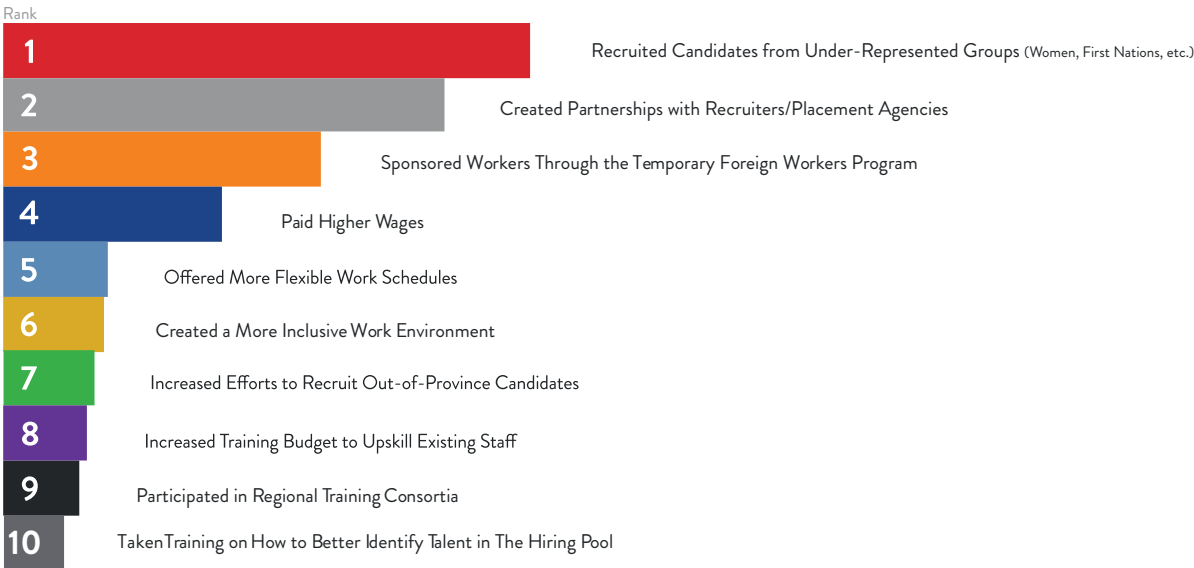 Rank
1 Recruited Candidates from Under-Represented Groups (Women, First Nations, etc.)
2 Created Partnerships with Recruiters/Placement Agencies
3 Sponsored Workers Through the Temporary Foreign Workers Program
4 Paid Higher Wages
5 Offered More Flexible Work Schedules
6 Created a More Inclusive Work Environment
7 Increased Efforts to Recruit Out-of-Province Candidates
8 Increased Training Budget to Upskill Existing Staff
9 Participated in Regional Training Consortia
10 Taken Training on How to Better Identify Talent in The Hiring Pool